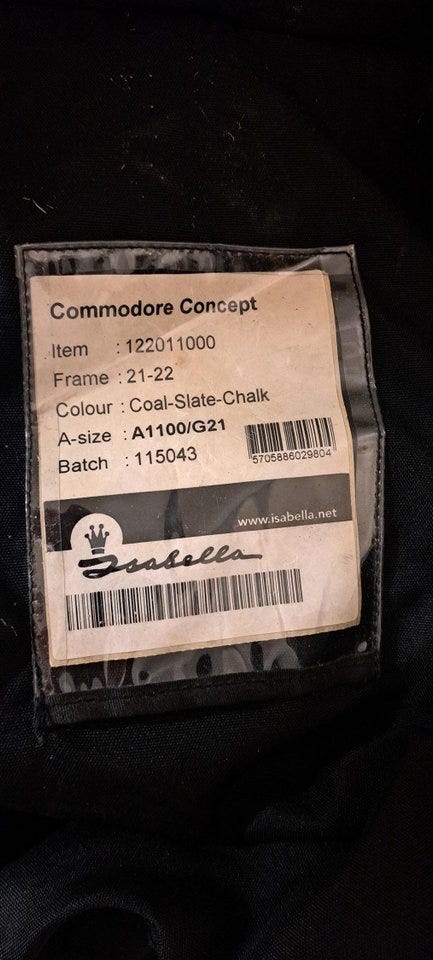 Commodore Concept
Item : 122011000
Frame : 21-22
Colour : Coal-Slate-Chalk
A-size : A1100/G21
Batch : 115043
5705886029804
www.isabella.net
Isabella